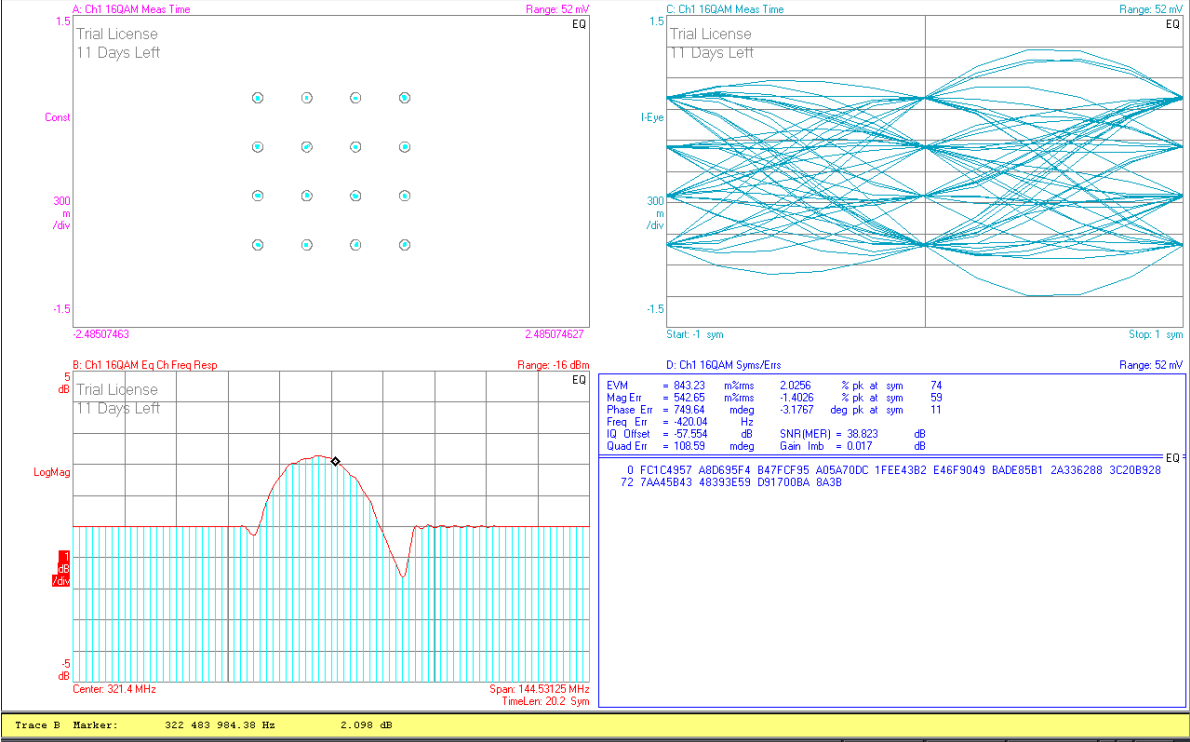 A: Ch1 16QAM Meas Time Range: 52 mV
1.5
EQ
Trial License
11 Days Left
Const
300
m
/div
-1.5
-2.48507463 2.485074627
C: Ch1 16QAM Meas Time Range: 52 mV
1.5
EQ
Trial License
11 Days Left
I-Eye
300
m
/div
-1.5
Start: -1 sym Stop: 1 sym
B: Ch1 16QAM Eq Ch Freq Resp Range: -16 dBm
5
dB
EQ
Trial License
11 Days Left
LogMag
1
dB
/div
-5
dB
Center: 321.4 MHz Span: 144.53125 MHz
TimeLen: 20.2 Sym
D: Ch1 16QAM Syms/Errs Range: 52 mV
EVM = 843.23 m%rms 2.0256 % pk at sym 74
Mag Err = 542.65 m%rms -1.4026 % pk at sym 59
Phase Err = 749.64 mdeg -3.1767 deg pk at sym 11
Freq Err = -420.04 Hz
IQ Offset = -57.554 dB SNR(MER) = 38.823 dB
Quad Err = 108.59 mdeg Gain Imb = 0.017 dB
EQ
0 FC1C4957 A8D695F4 B47FCF95 A05A70DC 1FEE43B2 E46F9049 BADE85B1 2A336288 3C20B928
72 7AA45B43 48393E59 D91700BA 8A3B
Trace B Marker: 322 483 984.38 Hz 2.098 dB